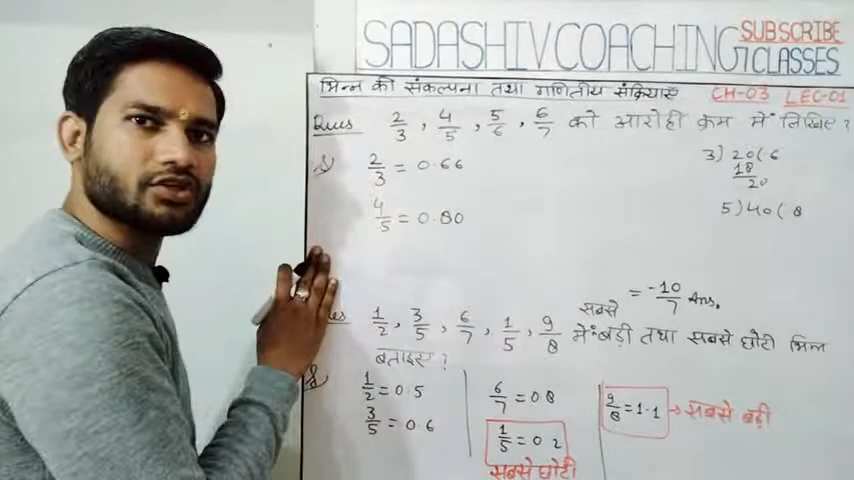 SADASHIV COACHING CLASSES
SUBSCRIBE
भिन्न की संकल्पना तथा गणितीय संक्रियाएँ CH-03 LEC-01
Ques 2/3, 4/5, 5/6, 6/7 को आरोही क्रम में लिखिए?
2/3 = 0.66
3) 20 ( 6
18
20
4/5 = 0.80
5) 40 ( 8
= -10/7 Ans.
Ques 1/2, 3/5, 6/7, 1/5, 9/8 में सबसे बड़ी तथा सबसे छोटी भिन्न
बताइए?
1/2 = 0.5
3/5 = 0.6
6/7 = 0.8
1/5 = 0.2
सबसे छोटी
9/8 = 1.1 → सबसे बड़ी